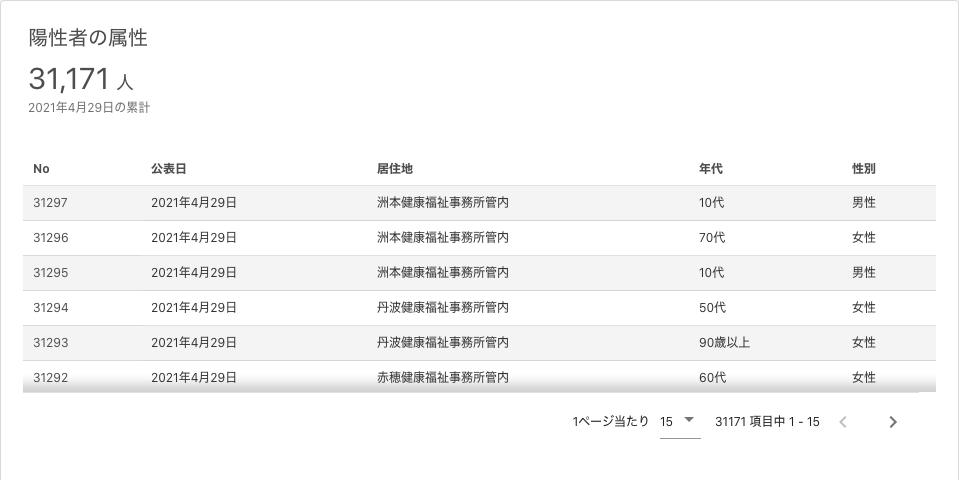 陽性者の属性
31,171 人
2021年4月29日の累計
No 公表日 居住地 年代 性別
31297 2021年4月29日 洲本健康福祉事務所管内 10代 男性
31296 2021年4月29日 洲本健康福祉事務所管内 70代 女性
31295 2021年4月29日 洲本健康福祉事務所管内 10代 男性
31294 2021年4月29日 丹波健康福祉事務所管内 50代 女性
31293 2021年4月29日 丹波健康福祉事務所管内 90歳以上 女性
31292 2021年4月29日 赤穂健康福祉事務所管内 60代 女性
1ページ当たり 15 31171 項目中 1 - 15